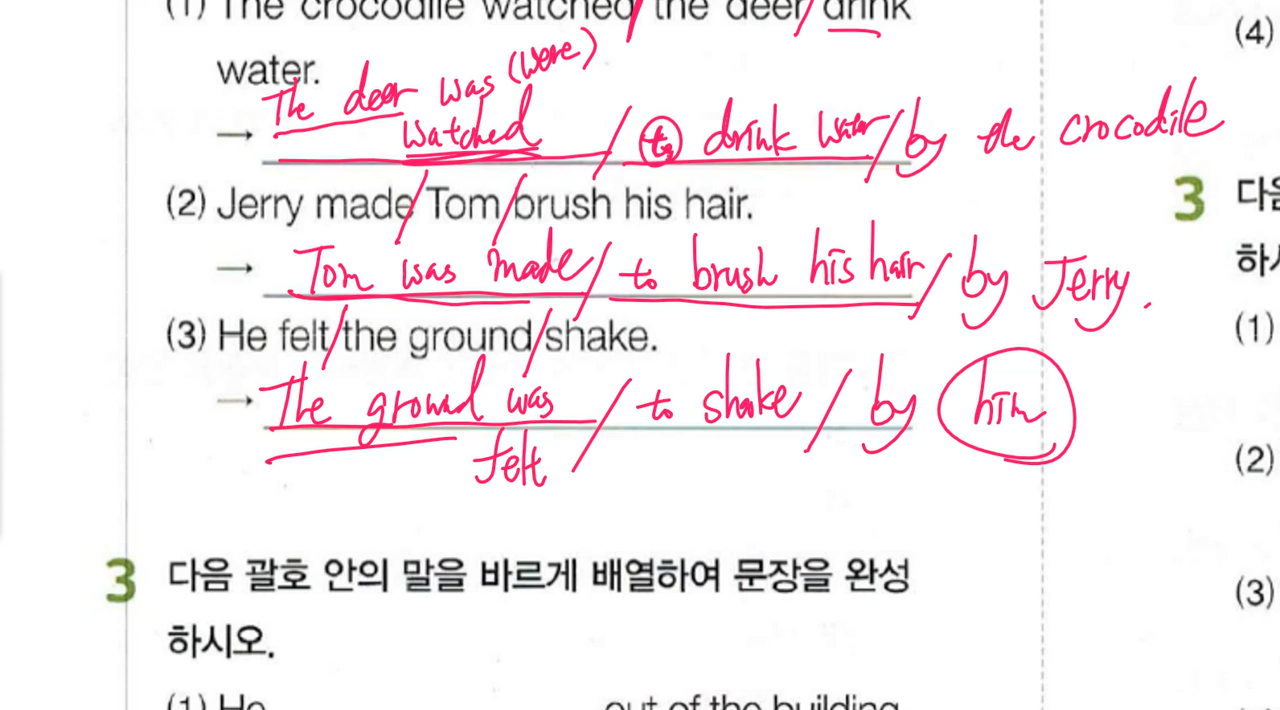 (1) The crocodile watched / the deer / drink
water.
The deer was (were)
→ watched / to drink water / by the crocodile
(2) Jerry made / Tom / brush his hair.
→ Tom was made / to brush his hair / by Jerry.
(3) He felt / the ground / shake.
→ The ground was / to shake / by him
felt
3 다음 괄호 안의 말을 바르게 배열하여 문장을 완성
하시오.
(1) He out of the building
(4)
3
(1)
(2)
(3)